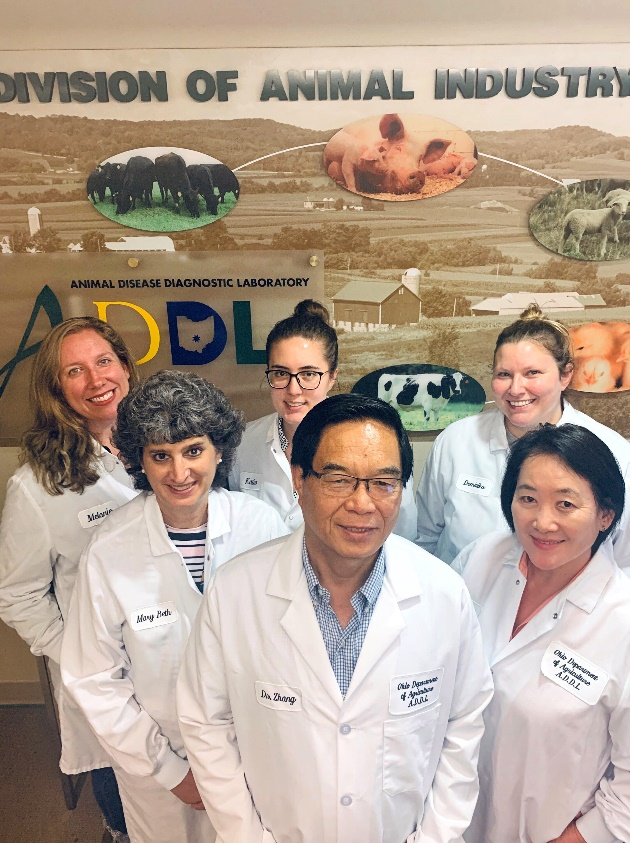 DIVISION OF ANIMAL INDUSTRY
ANIMAL DISEASE DIAGNOSTIC LABORATORY
ADDL
Melanie
Katie
Mary Beth
Dr. Zhang
Ohio Department
of Agriculture
A.D.D.L.
Ohio Department
of Agriculture
A.D.D.L.